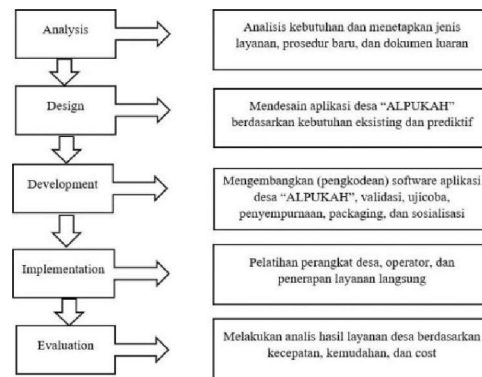 Analysis
Analisis kebutuhan dan menetapkan jenis
layanan, prosedur baru, dan dokumen luaran
Design
Mendesain aplikasi desa “ALPUKAH”
berdasarkan kebutuhan eksisting dan prediktif
Development
Mengembangkan (pengkodean) software aplikasi
desa “ALPUKAH”, validasi, ujicoba,
penyempurnaan, packaging, dan sosialisasi
Implementation
Pelatihan perangkat desa, operator, dan
penerapan layanan langsung
Evaluation
Melakukan analis hasil layanan desa berdasarkan
kecepatan, kemudahan, dan cost